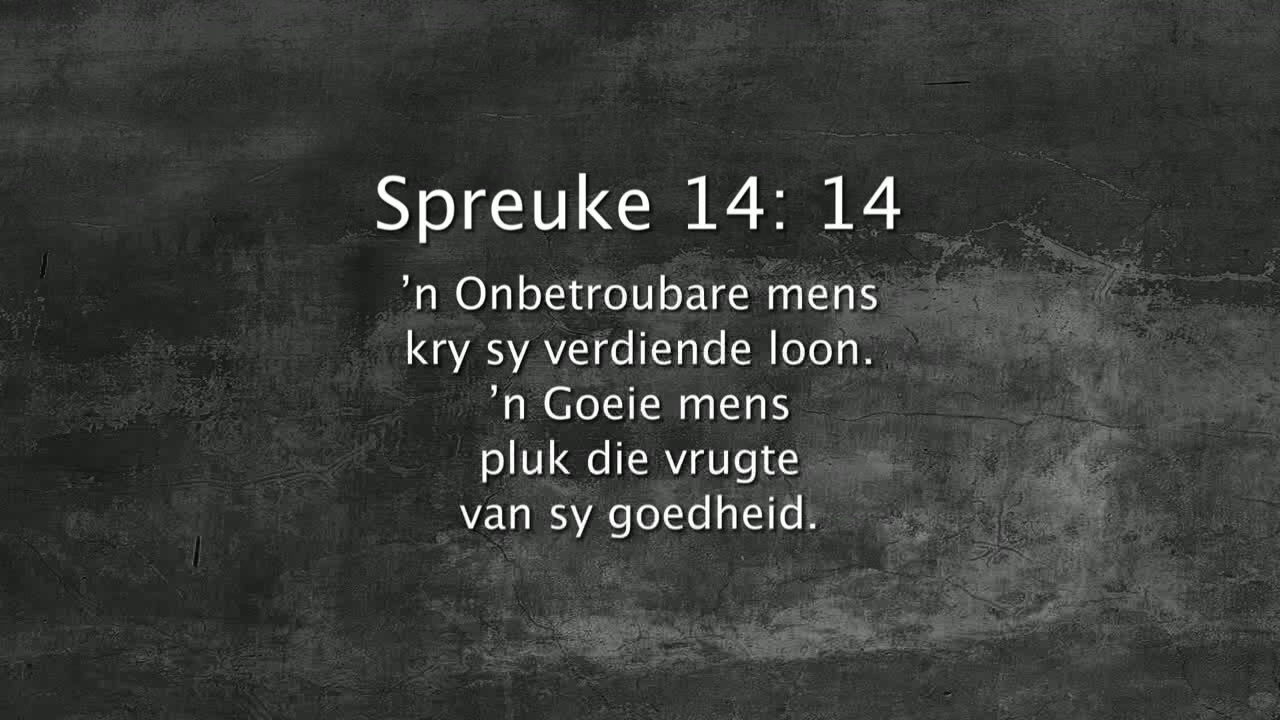 Spreuke 14: 14
’n Onbetroubare mens
kry sy verdiende loon.
’n Goeie mens
pluk die vrugte
van sy goedheid.